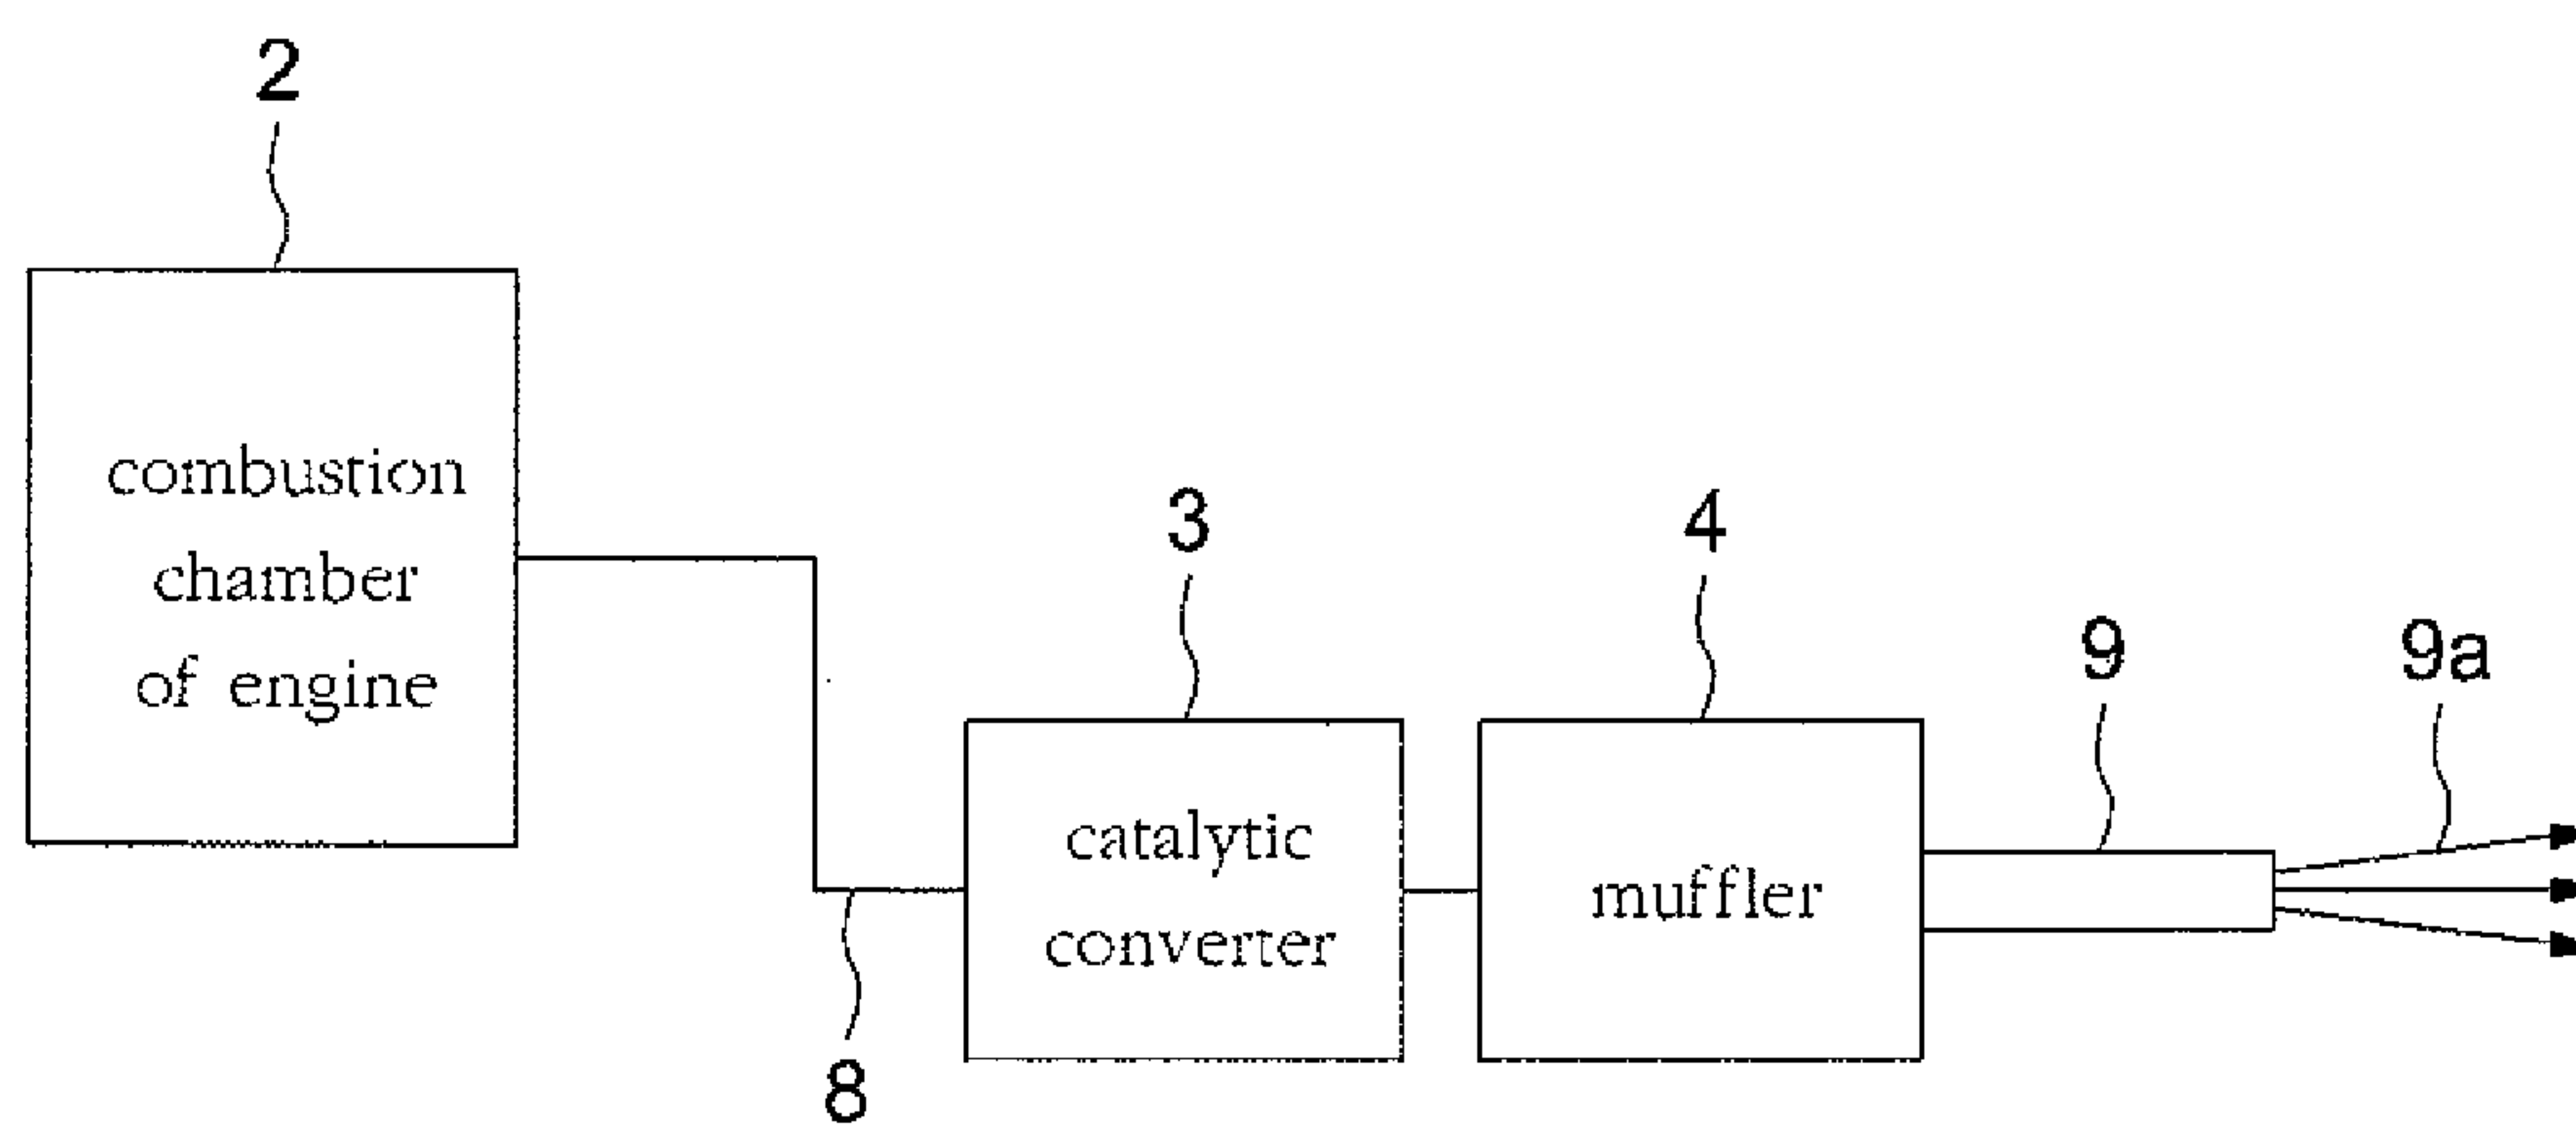 2
combustion
chamber
of engine
3
4
9
9a
catalytic
converter
muffler
8